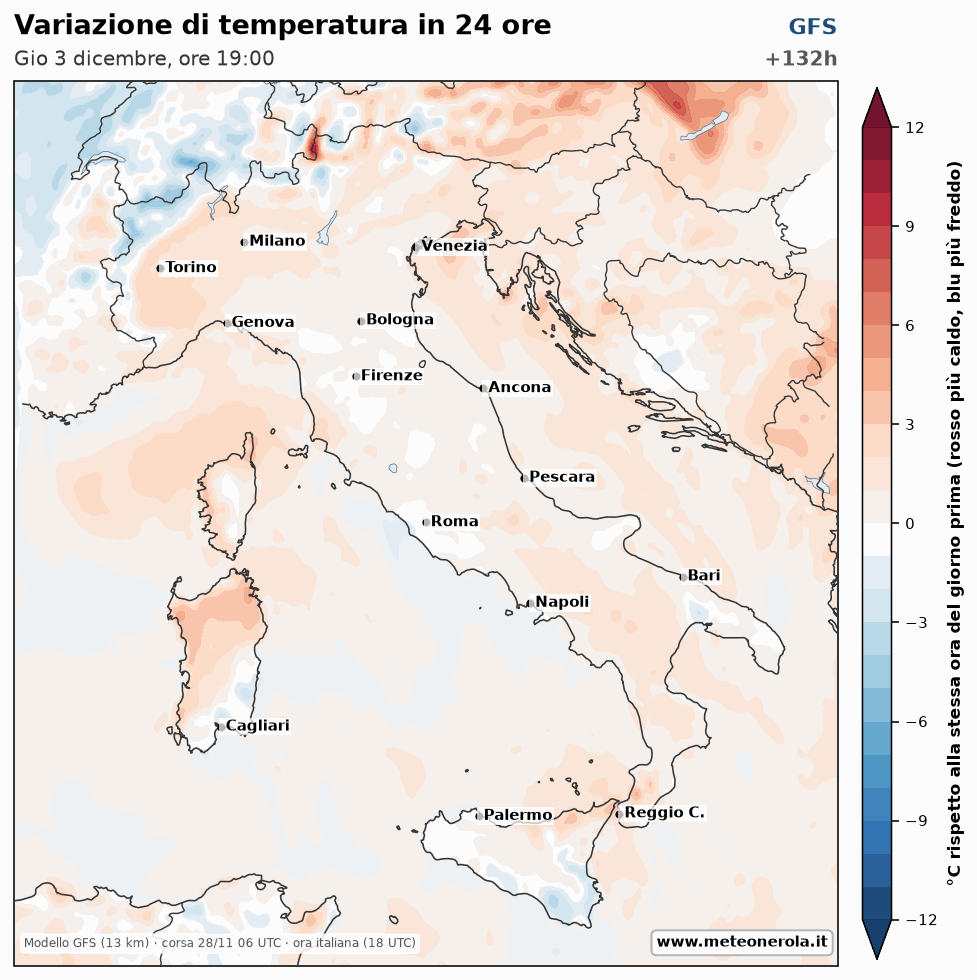 Variazione di temperatura in 24 ore
GFS
Gio 3 dicembre, ore 19:00
+132h
Milano
Venezia
Torino
Genova
Bologna
Firenze
Ancona
Pescara
Roma
Bari
Napoli
Cagliari
Palermo
Reggio C.
12
9
6
3
0
−3
−6
−9
−12
°C rispetto alla stessa ora del giorno prima (rosso più caldo, blu più freddo)
Modello GFS (13 km) · corsa 28/11 06 UTC · ora italiana (18 UTC)
www.meteonerola.it